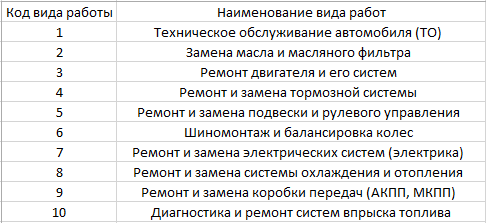 Код вида работы Наименование вида работ
1 Техническое обслуживание автомобиля (ТО)
2 Замена масла и масляного фильтра
3 Ремонт двигателя и его систем
4 Ремонт и замена тормозной системы
5 Ремонт и замена подвески и рулевого управления
6 Шиномонтаж и балансировка колес
7 Ремонт и замена электрических систем (электрика)
8 Ремонт и замена системы охлаждения и отопления
9 Ремонт и замена коробки передач (АКПП, МКПП)
10 Диагностика и ремонт систем впрыска топлива